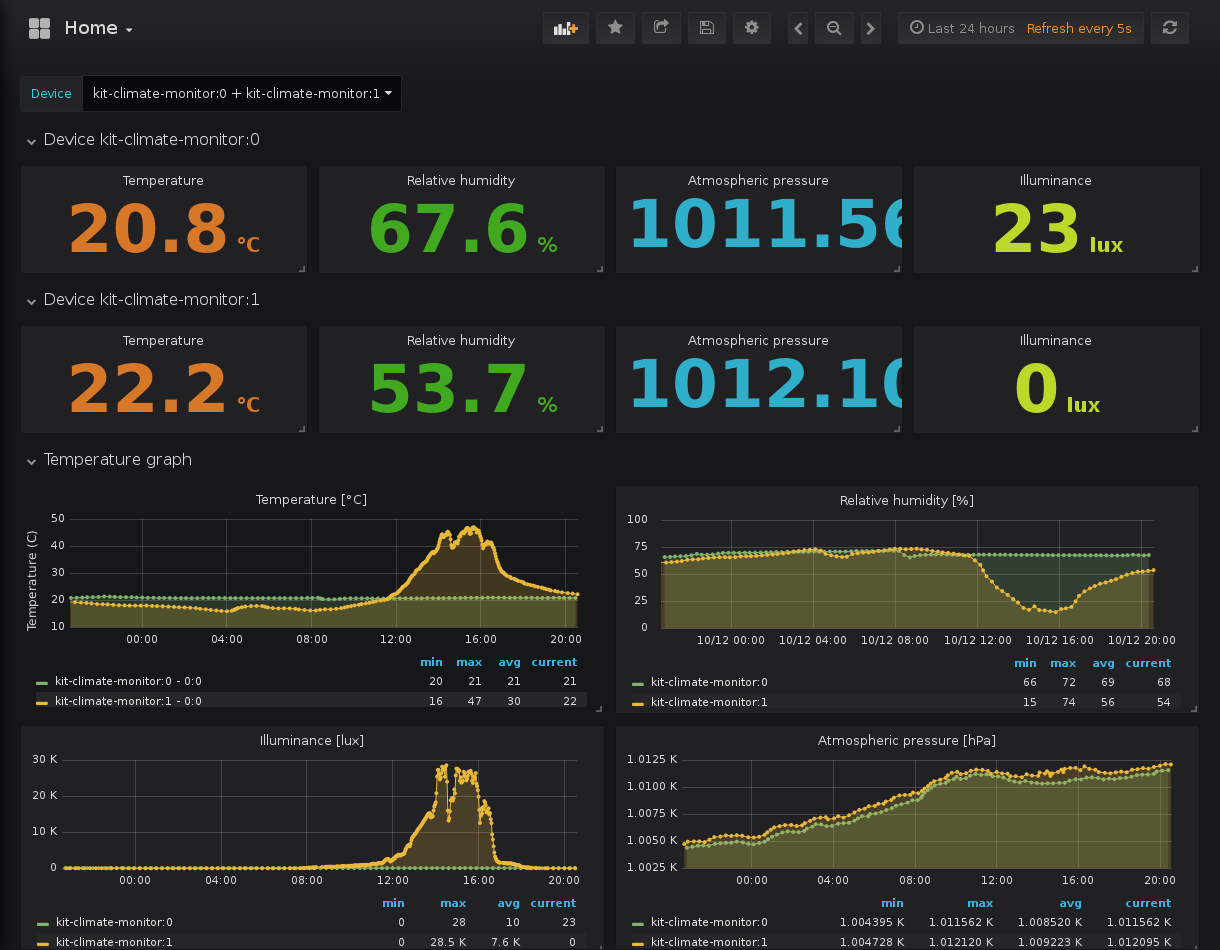 Home
Last 24 hours Refresh every 5s
Device kit-climate-monitor:0 + kit-climate-monitor:1
Device kit-climate-monitor:0
Temperature Relative humidity Atmospheric pressure Illuminance
20.8 °C 67.6 % 1011.56 23 lux
Device kit-climate-monitor:1
Temperature Relative humidity Atmospheric pressure Illuminance
22.2 °C 53.7 % 1012.10 0 lux
Temperature graph
Temperature [°C]
Temperature (C)
50
40
30
20
10
00:00 04:00 08:00 12:00 16:00 20:00
min max avg current
kit-climate-monitor:0 - 0:0 20 21 21 21
kit-climate-monitor:1 - 0:0 16 47 30 22
Relative humidity [%]
100
75
50
25
0
10/12 00:00 10/12 04:00 10/12 08:00 10/12 12:00 10/12 16:00 10/12 20:00
min max avg current
kit-climate-monitor:0 66 72 69 68
kit-climate-monitor:1 15 74 56 54
Illuminance [lux]
30 K
20 K
10 K
0
00:00 04:00 08:00 12:00 16:00 20:00
min max avg current
kit-climate-monitor:0 0 28 10 23
kit-climate-monitor:1 0 28.5 K 7.6 K 0
Atmospheric pressure [hPa]
1.0125 K
1.0100 K
1.0075 K
1.0050 K
1.0025 K
00:00 04:00 08:00 12:00 16:00 20:00
min max avg current
kit-climate-monitor:0 1.004395 K 1.011562 K 1.008520 K 1.011562 K
kit-climate-monitor:1 1.004728 K 1.012120 K 1.009223 K 1.012095 K